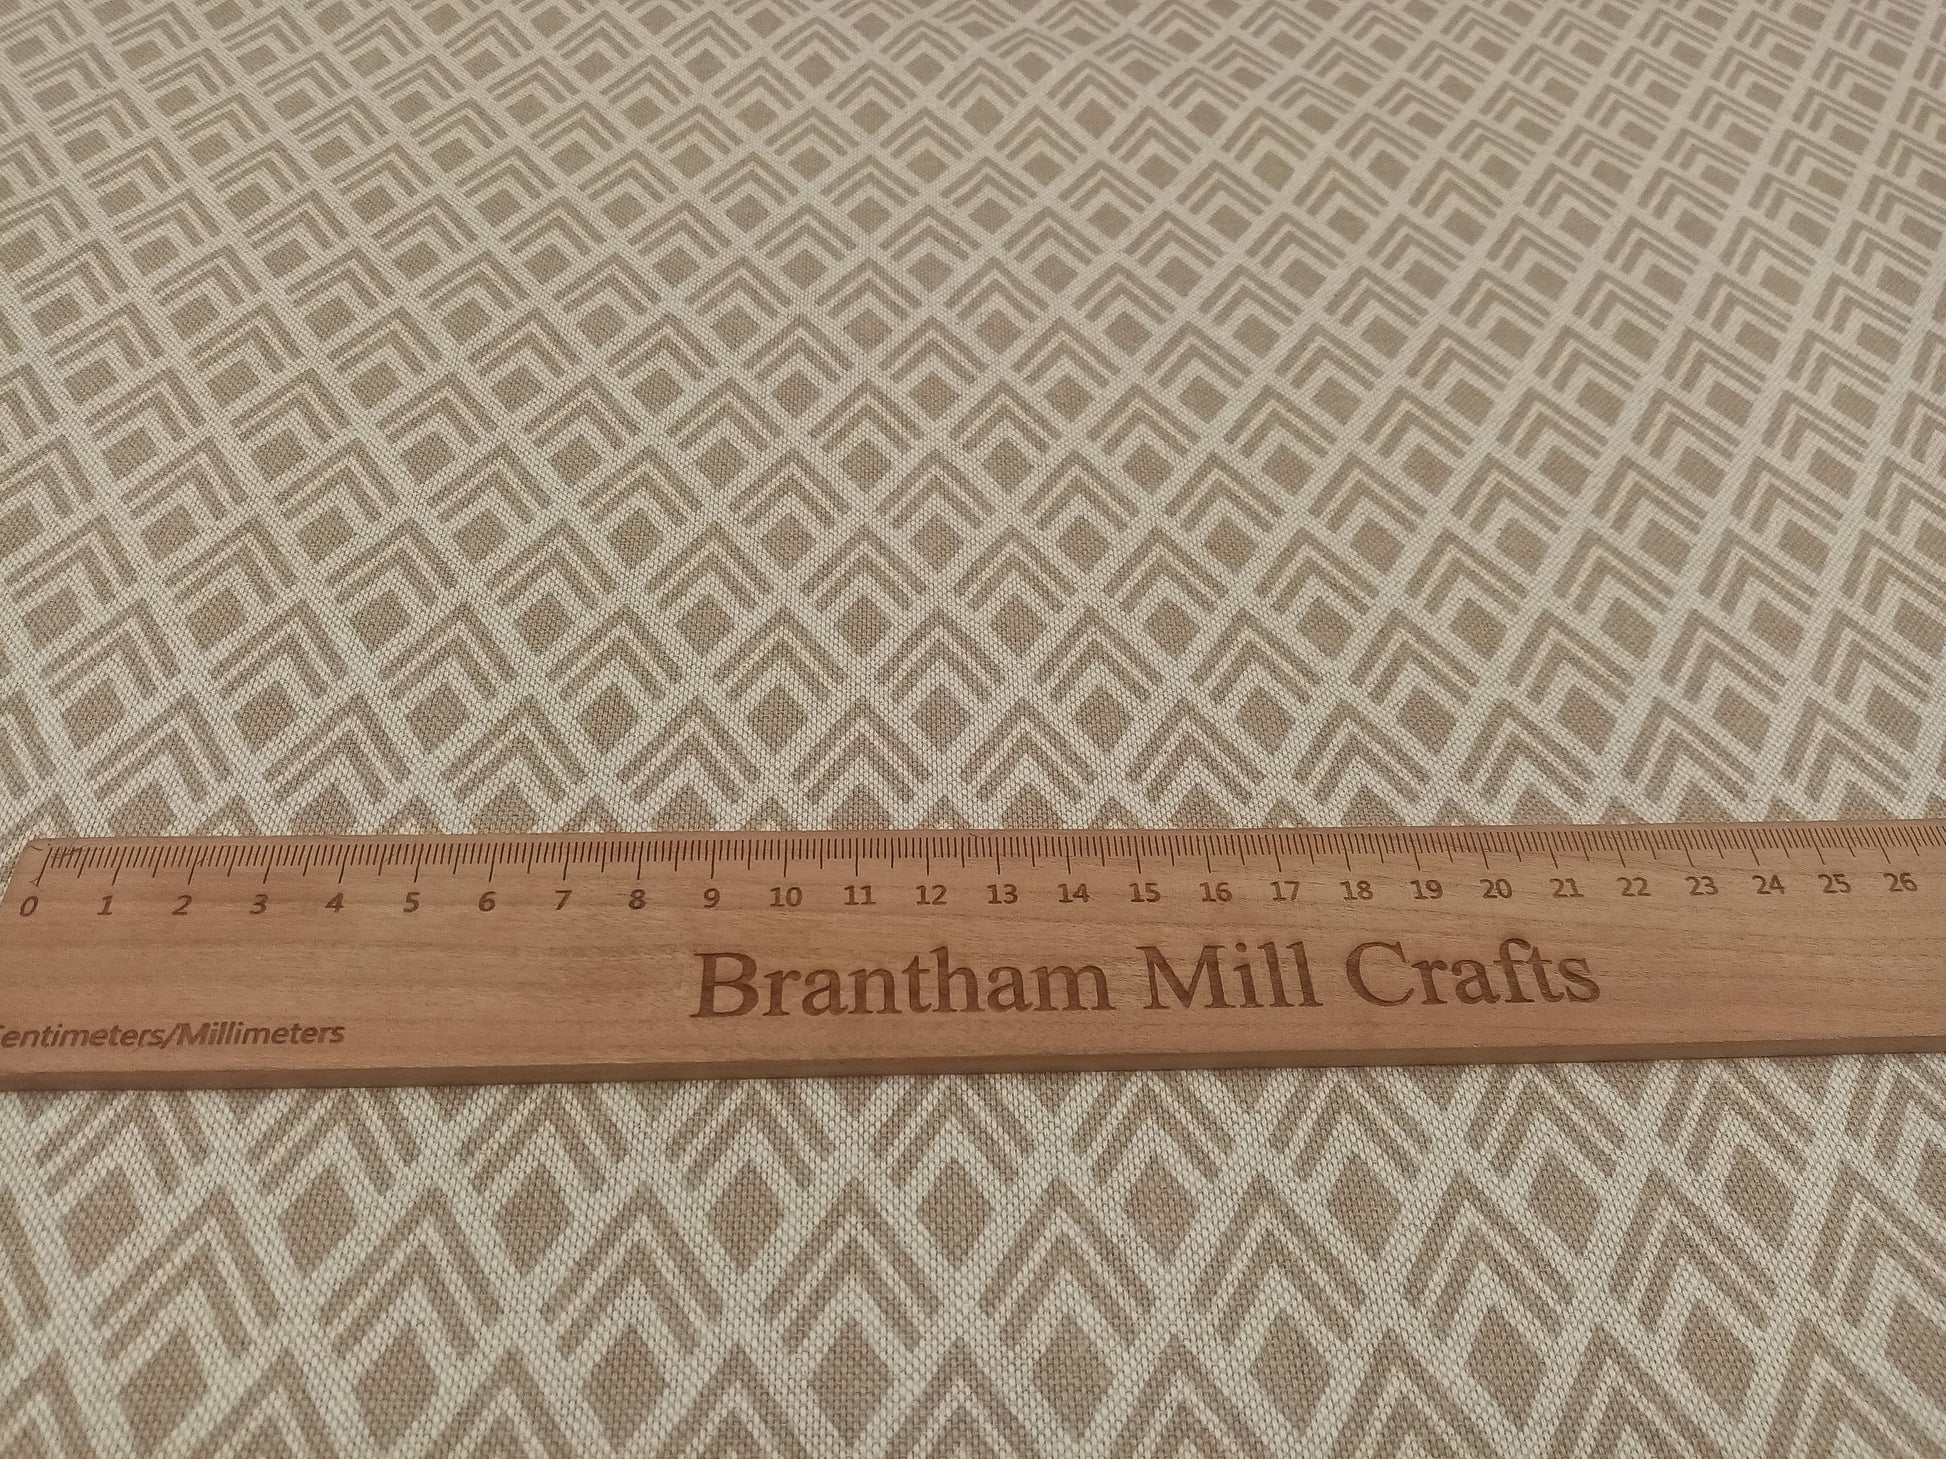 0 1 2 3 4 5 6 7 8 9 10 11 12 13 14 15 16 17 18 19 20 21 22 23 24 25 26
Brantham Mill Crafts
entimeters/Millimeters